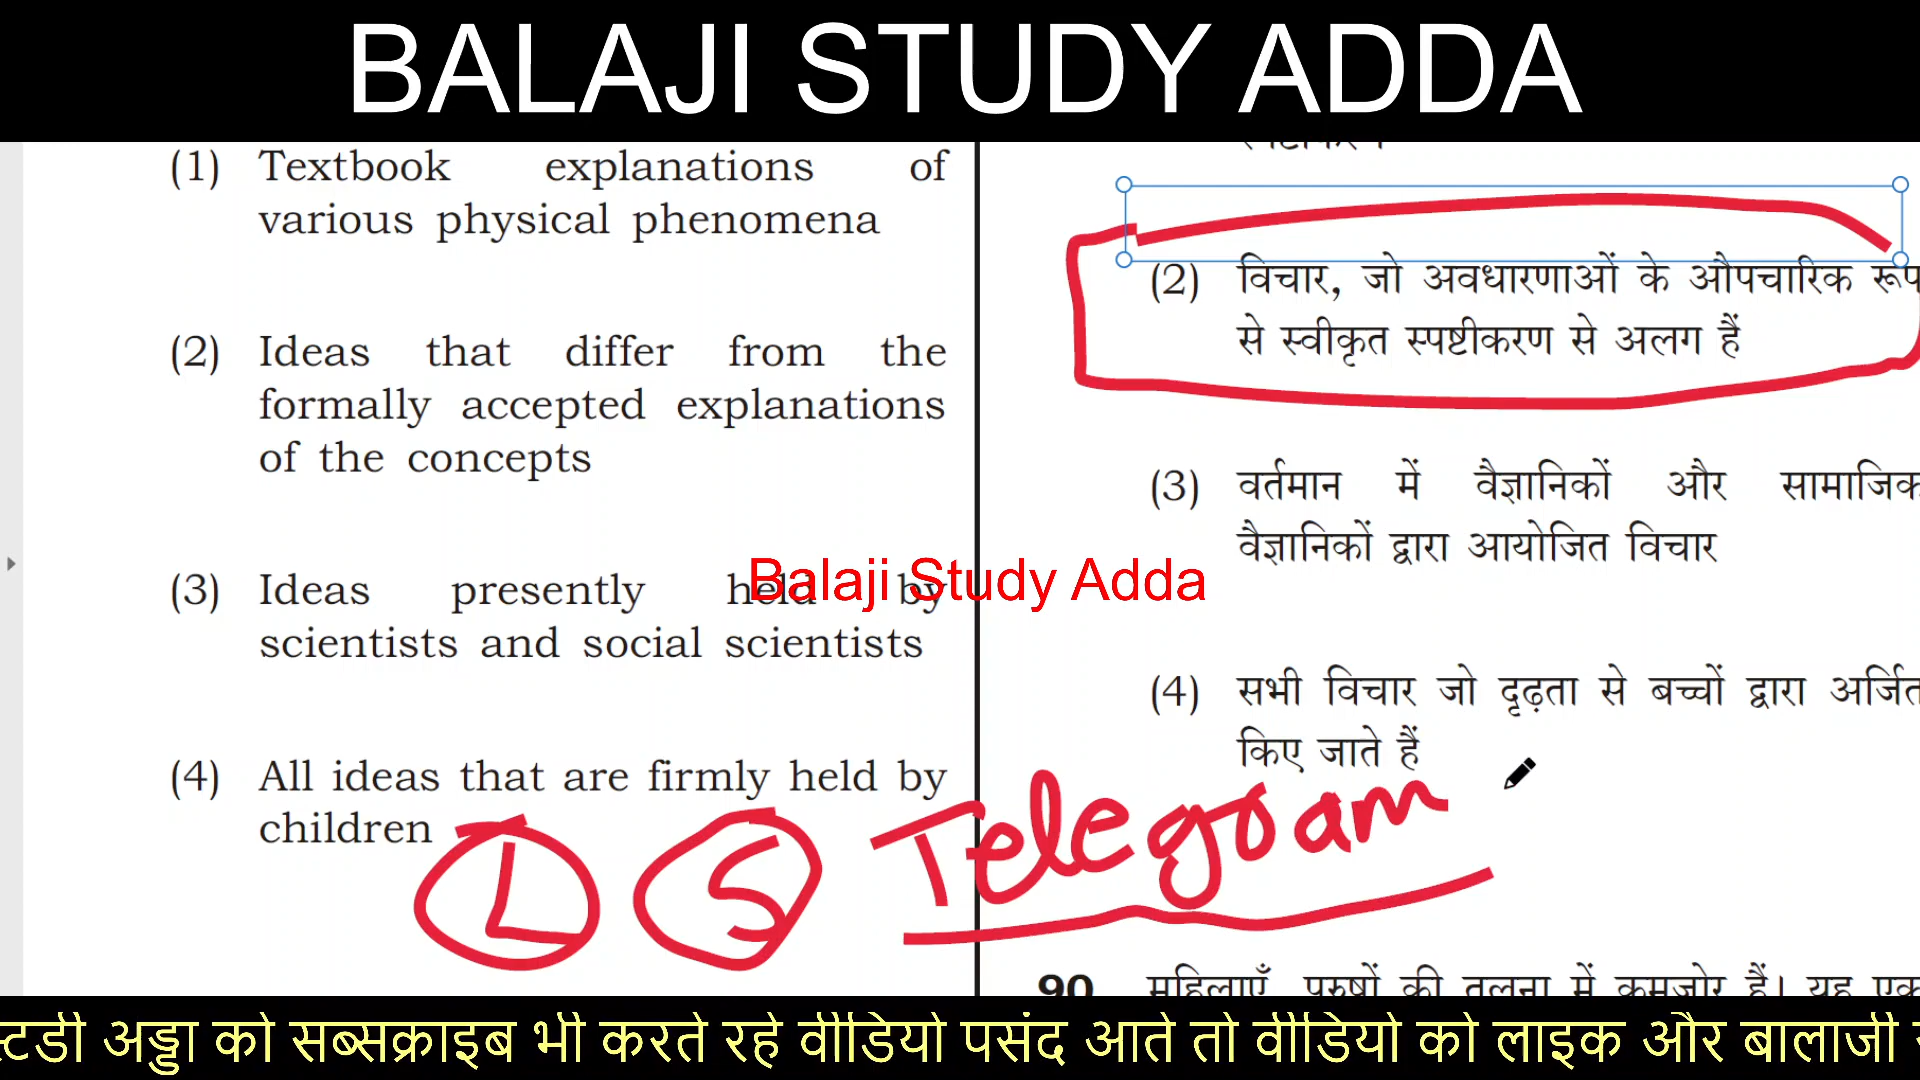 BALAJI STUDY ADDA
(1) Textbook explanations of
various physical phenomena
(2) Ideas that differ from the
formally accepted explanations
of the concepts
(3) Ideas presently held by
scientists and social scientists
(4) All ideas that are firmly held by
children
(2) विचार, जो अवधारणाओं के औपचारिक रूप
से स्वीकृत स्पष्टीकरण से अलग हैं
(3) वर्तमान में वैज्ञानिकों और सामाजिक
वैज्ञानिकों द्वारा आयोजित विचार
(4) सभी विचार जो दृढ़ता से बच्चों द्वारा अर्जित
किए जाते हैं
Balaji Study Adda
L S Telegram
90 महिलाएँ पुरुषों की तुलना में कमजोर हैं। यह एक
अड्डा को सब्सक्राइब भी करते रहे वीडियो पसंद आते तो वीडियो को लाइक और बालाजी